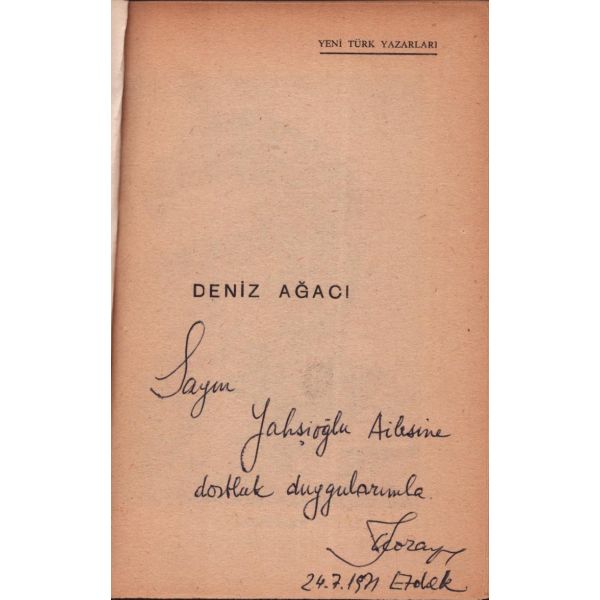 YENİ TÜRK YAZARLARI
DENİZ AĞACI
Sayın
Yahşioğlu Ailesine
dostluk duygularımla.
24.7.1971 Erdek